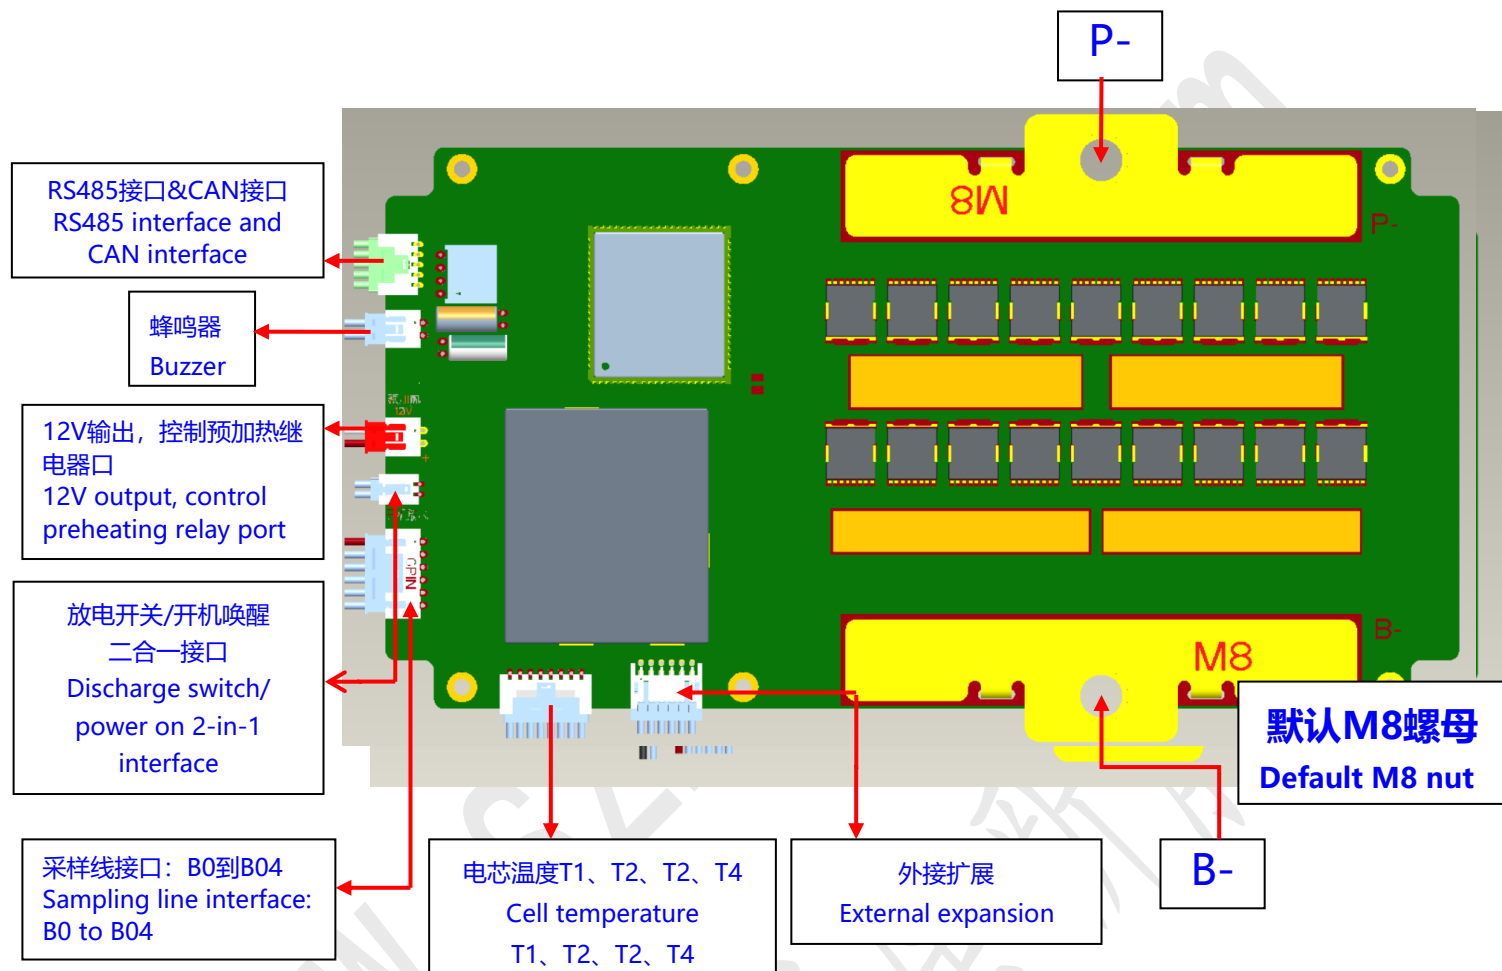 P-
RS485接口&CAN接口
RS485 interface and
CAN interface
M8
P-
蜂鸣器
Buzzer
12V
+
12V输出，控制预加热继
电器口
12V output, control
preheating relay port
PIN
放电开关/开机唤醒
二合一接口
Discharge switch/
power on 2-in-1
interface
B-
M8
默认M8螺母
Default M8 nut
采样线接口：B0到B04
Sampling line interface:
B0 to B04
电芯温度T1、T2、T2、T4
Cell temperature
T1、T2、T2、T4
外接扩展
External expansion
B-